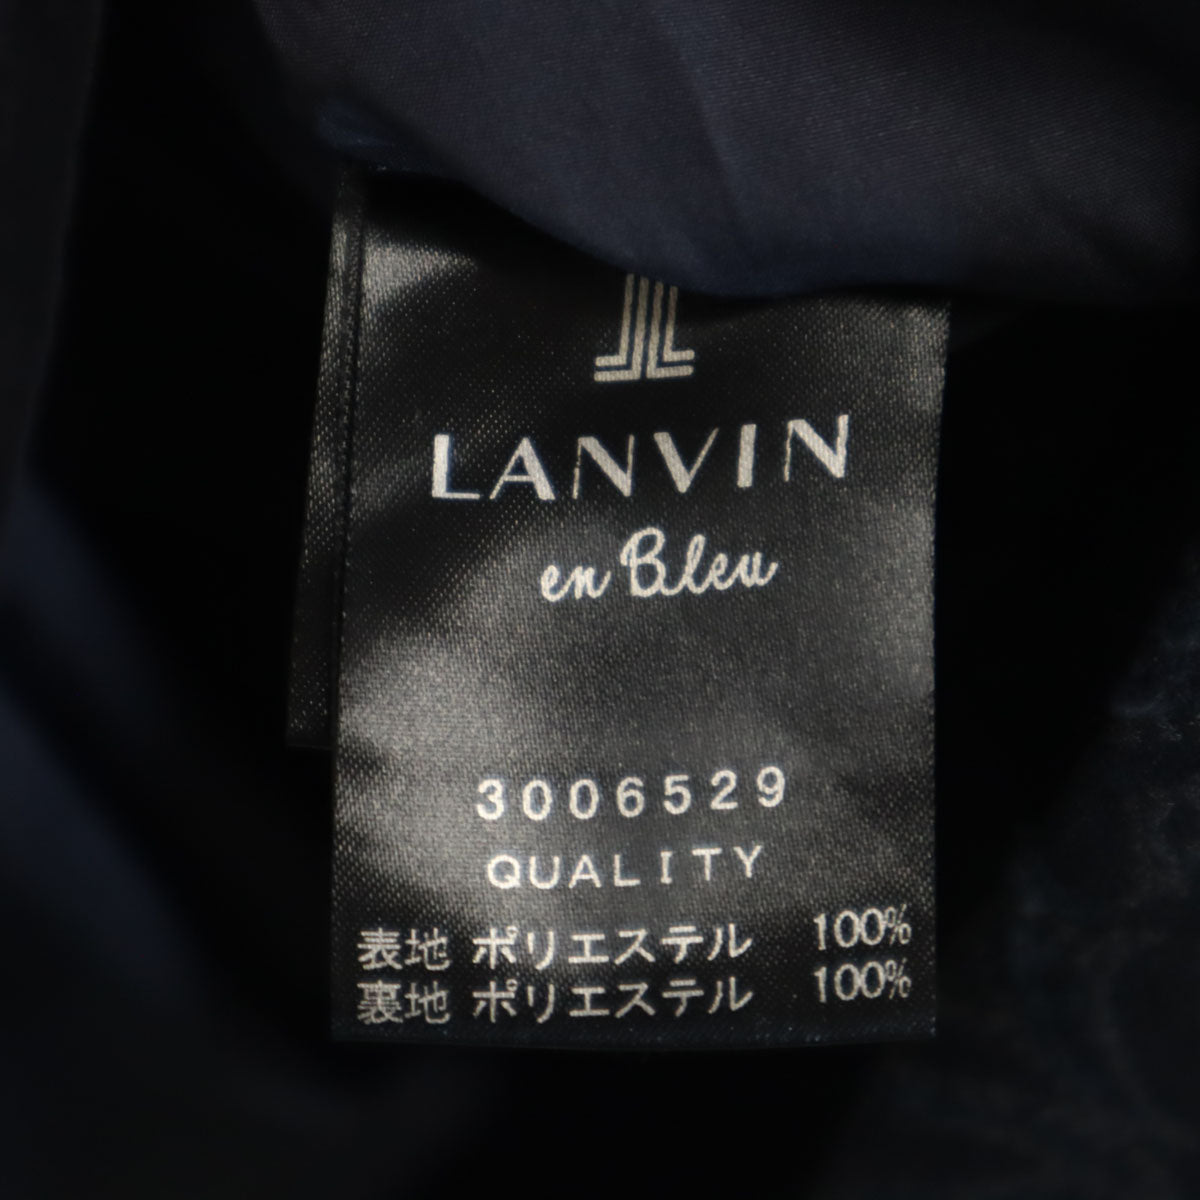 LANVIN
en Bleu
3006529
QUALITY
表地 ポリエステル 100%
裏地 ポリエステル 100%